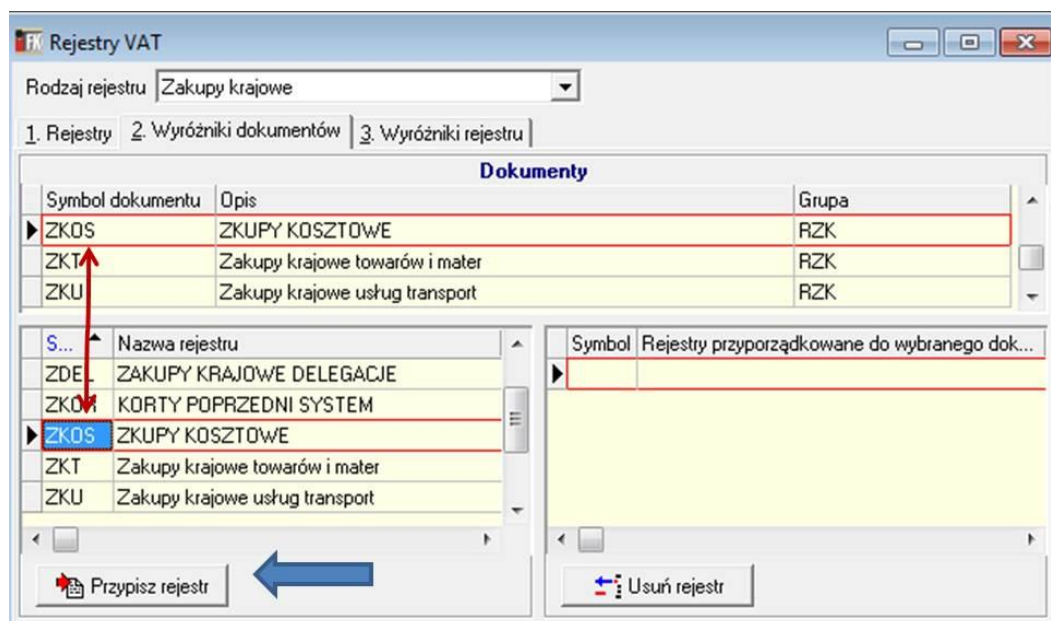 FK Rejestry VAT
Rodzaj rejestru Zakupy krajowe
1. Rejestry 2. Wyróżniki dokumentów 3. Wyróżniki rejestru
Dokumenty
Symbol dokumentu Opis Grupa
ZKOS ZKUPY KOSZTOWE RZK
ZKT Zakupy krajowe towarów i mater RZK
ZKU Zakupy krajowe usług transport RZK
S... Nazwa rejestru
ZDEL ZAKUPY KRAJOWE DELEGACJE
ZKOR KORTY POPRZEDNI SYSTEM
ZKOS ZKUPY KOSZTOWE
ZKT Zakupy krajowe towarów i mater
ZKU Zakupy krajowe usług transport
Przypisz rejestr
Symbol Rejestry przyporządkowane do wybranego dok...
Usuń rejestr